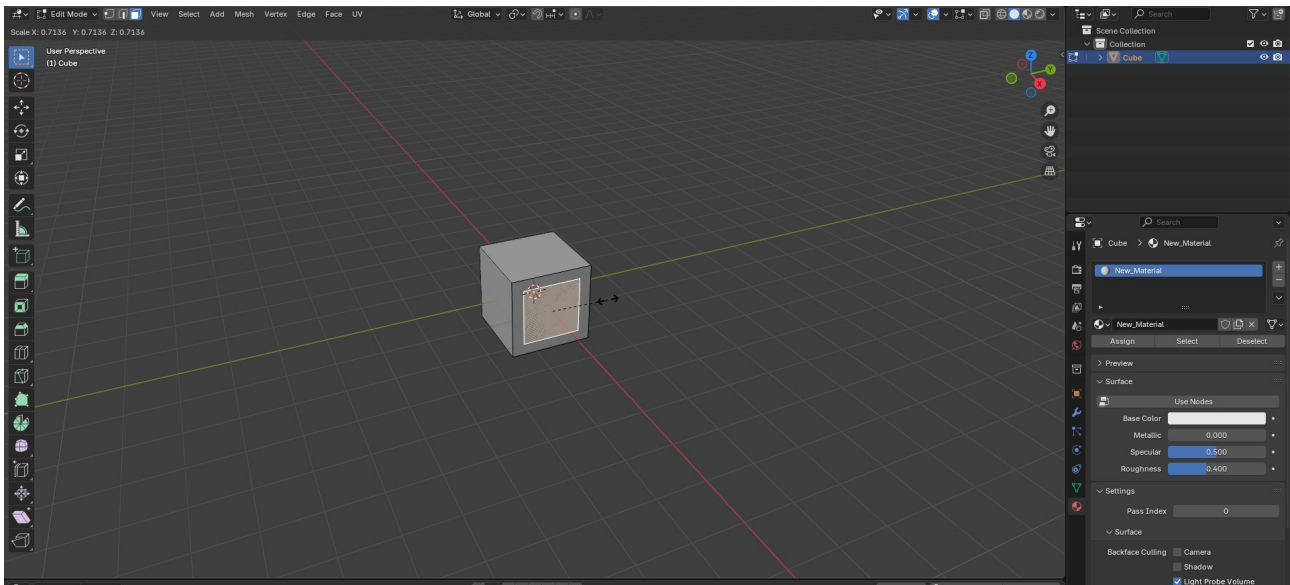 Edit Mode View Select Add Mesh Vertex Edge Face UV Global Search
Scale X: 0.7136 Y: 0.7136 Z: 0.7136
User Perspective
(1) Cube
Z
Y
X
Scene Collection
Collection
Cube
Search
Cube > New_Material
New_Material
New_Material
Assign Select Deselect
Preview
Surface
Use Nodes
Base Color
Metallic 0.000
Specular 0.500
Roughness 0.400
Settings
Pass Index 0
Surface
Backface Culling Camera
Shadow
Light Probe Volume